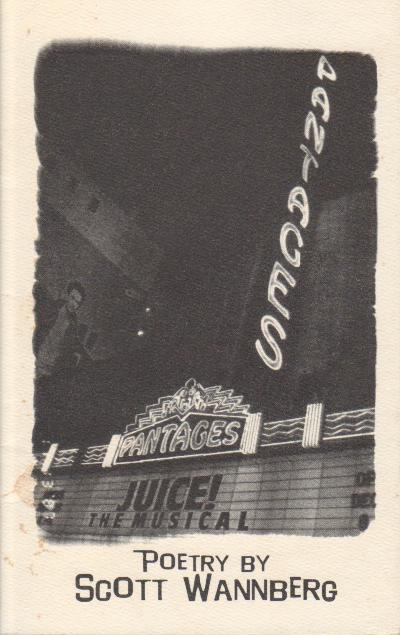 PANTAGES
PANTAGES
JUICE!
THE MUSICAL
POETRY BY
SCOTT WANNBERG